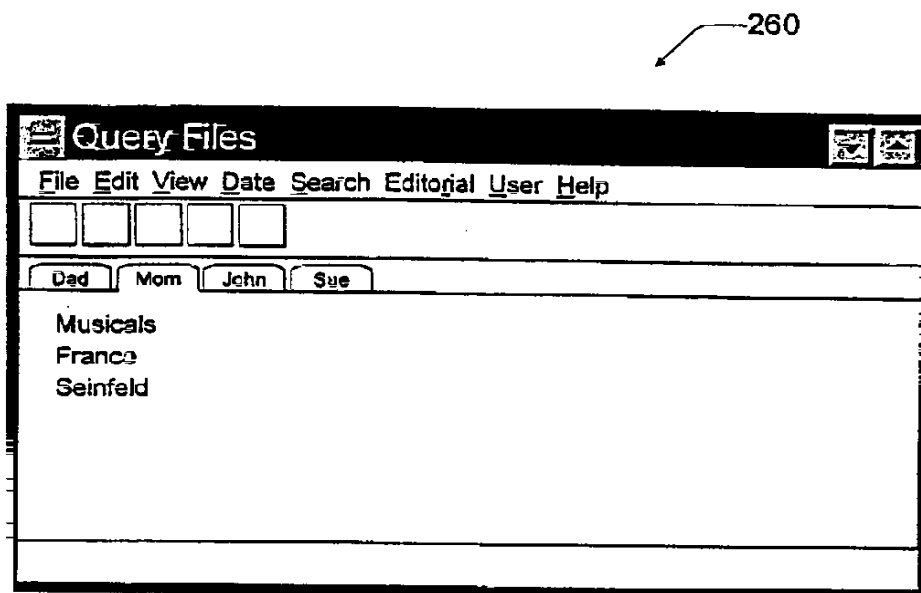 260
Query Files
File Edit View Date Search Editorial User Help
Dad Mom John Sue
Musicals
France
Seinfeld